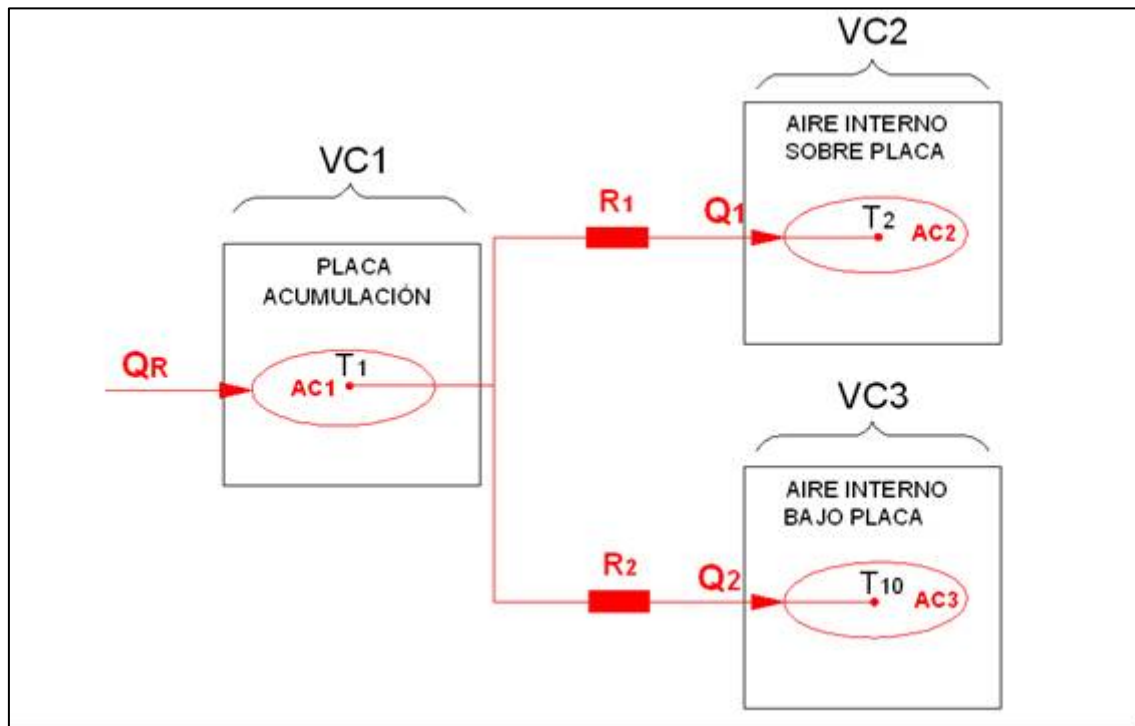 VC2
AIRE INTERNO
SOBRE PLACA
VC1
R1
Q1
T2
AC2
PLACA
ACUMULACIÓN
QR
T1
AC1
VC3
AIRE INTERNO
BAJO PLACA
R2
Q2
T10
AC3